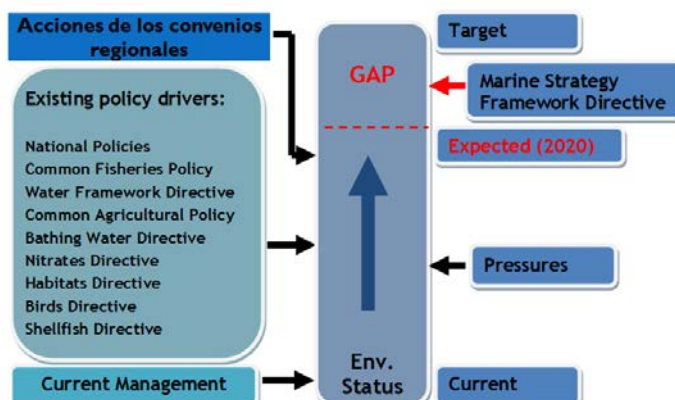 Acciones de los convenios
regionales
Existing policy drivers:
National Policies
Common Fisheries Policy
Water Framework Directive
Common Agricultural Policy
Bathing Water Directive
Nitrates Directive
Habitats Directive
Birds Directive
Shellfish Directive
Current Management
GAP
Env.
Status
Target
Marine Strategy
Framework Directive
Expected (2020)
Pressures
Current